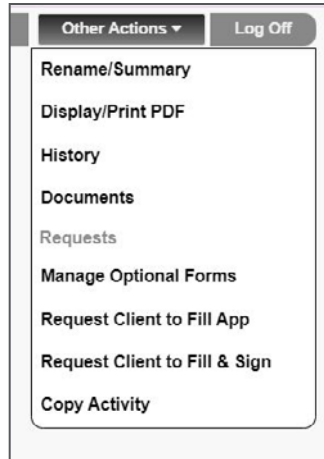 Other Actions ▾ Log Off
Rename/Summary
Display/Print PDF
History
Documents
Requests
Manage Optional Forms
Request Client to Fill App
Request Client to Fill & Sign
Copy Activity